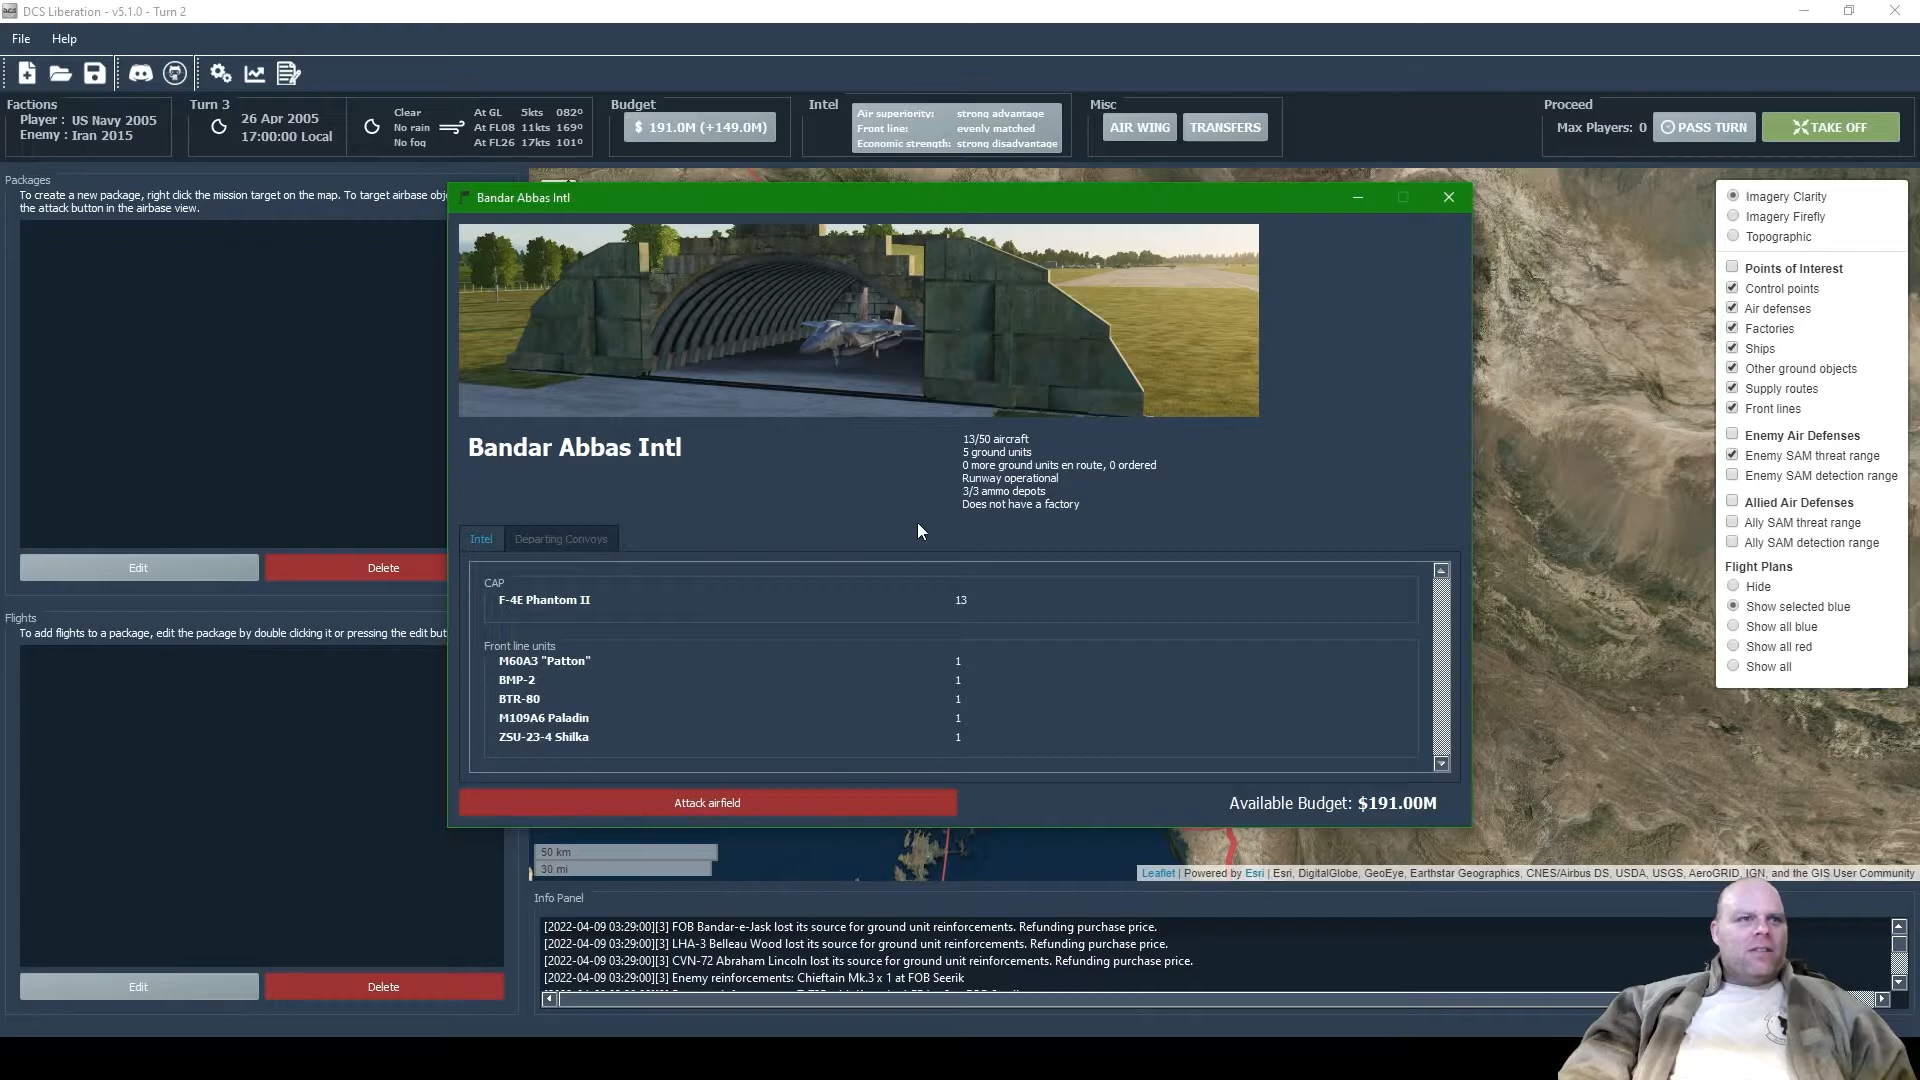 DCS Liberation - v5.1.0 - Turn 2
File Help
Factions
Player : US Navy 2005
Enemy : Iran 2015
Turn 3
26 Apr 2005
17:00:00 Local
Clear
No rain
No fog
At GL 5kts 082º
At FL08 11kts 169º
At FL26 17kts 101º
Budget
$ 191.0M (+149.0M)
Intel
Air superiority: strong advantage
Front line: evenly matched
Economic strength: strong disadvantage
Misc
AIR WING TRANSFERS
Proceed
Max Players: 0 PASS TURN TAKE OFF
Packages
To create a new package, right click the mission target on the map. To target airbase obj
the attack button in the airbase view.
Edit Delete
Flights
To add flights to a package, edit the package by double clicking it or pressing the edit but
Edit Delete
Bandar Abbas Intl
Bandar Abbas Intl
13/50 aircraft
5 ground units
0 more ground units en route, 0 ordered
Runway operational
3/3 ammo depots
Does not have a factory
Intel Departing Convoys
CAP
F-4E Phantom II 13
Front line units
M60A3 "Patton" 1
BMP-2 1
BTR-80 1
M109A6 Paladin 1
ZSU-23-4 Shilka 1
Attack airfield Available Budget: $191.00M
Imagery Clarity
Imagery Firefly
Topographic
Points of Interest
Control points
Air defenses
Factories
Ships
Other ground objects
Supply routes
Front lines
Enemy Air Defenses
Enemy SAM threat range
Enemy SAM detection range
Allied Air Defenses
Ally SAM threat range
Ally SAM detection range
Flight Plans
Hide
Show selected blue
Show all blue
Show all red
Show all
50 km
30 mi
Leaflet | Powered by Esri | Esri, DigitalGlobe, GeoEye, Earthstar Geographics, CNES/Airbus DS, USDA, USGS, AeroGRID, IGN, and the GIS User Community
Info Panel
[2022-04-09 03:29:00][3] FOB Bandar-e-Jask lost its source for ground unit reinforcements. Refunding purchase price.
[2022-04-09 03:29:00][3] LHA-3 Belleau Wood lost its source for ground unit reinforcements. Refunding purchase price.
[2022-04-09 03:29:00][3] CVN-72 Abraham Lincoln lost its source for ground unit reinforcements. Refunding purchase price.
[2022-04-09 03:29:00][3] Enemy reinforcements: Chieftain Mk.3 x 1 at FOB Seerik